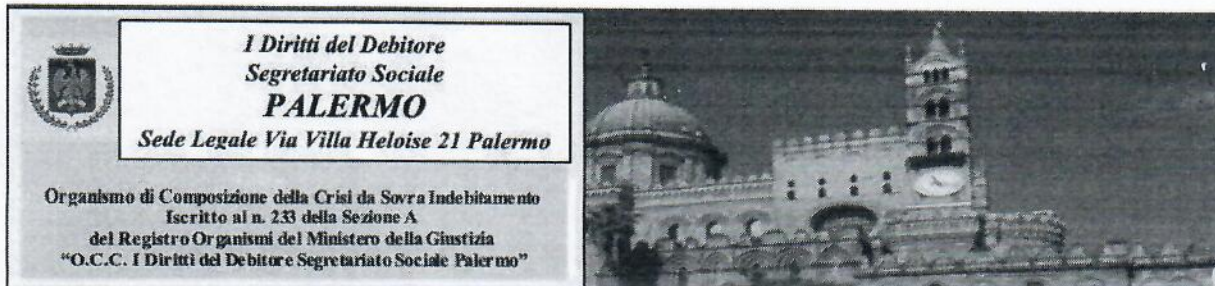 I Diritti del Debitore
Segretariato Sociale
PALERMO
Sede Legale Via Villa Heloise 21 Palermo
Organismo di Composizione della Crisi da Sovra Indebitamento
Iscritto al n. 233 della Sezione A
del Registro Organismi del Ministero della Giustizia
“O.C.C. I Diritti del Debitore Segretariato Sociale Palermo”